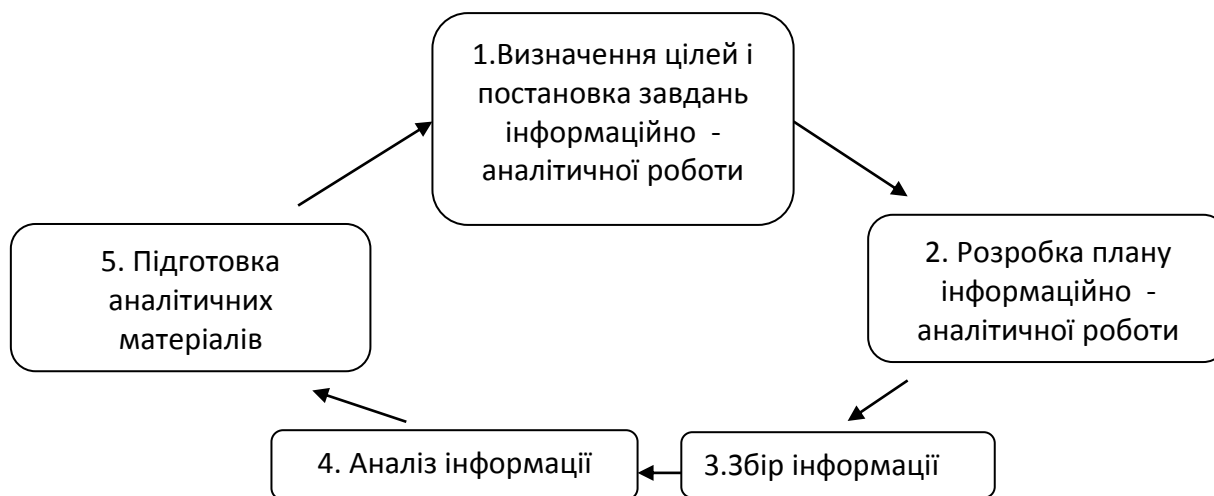 1.Визначення цілей і
постановка завдань
інформаційно -
аналітичної роботи
2. Розробка плану
інформаційно -
аналітичної роботи
3.Збір інформації
4. Аналіз інформації
5. Підготовка
аналітичних
матеріалів